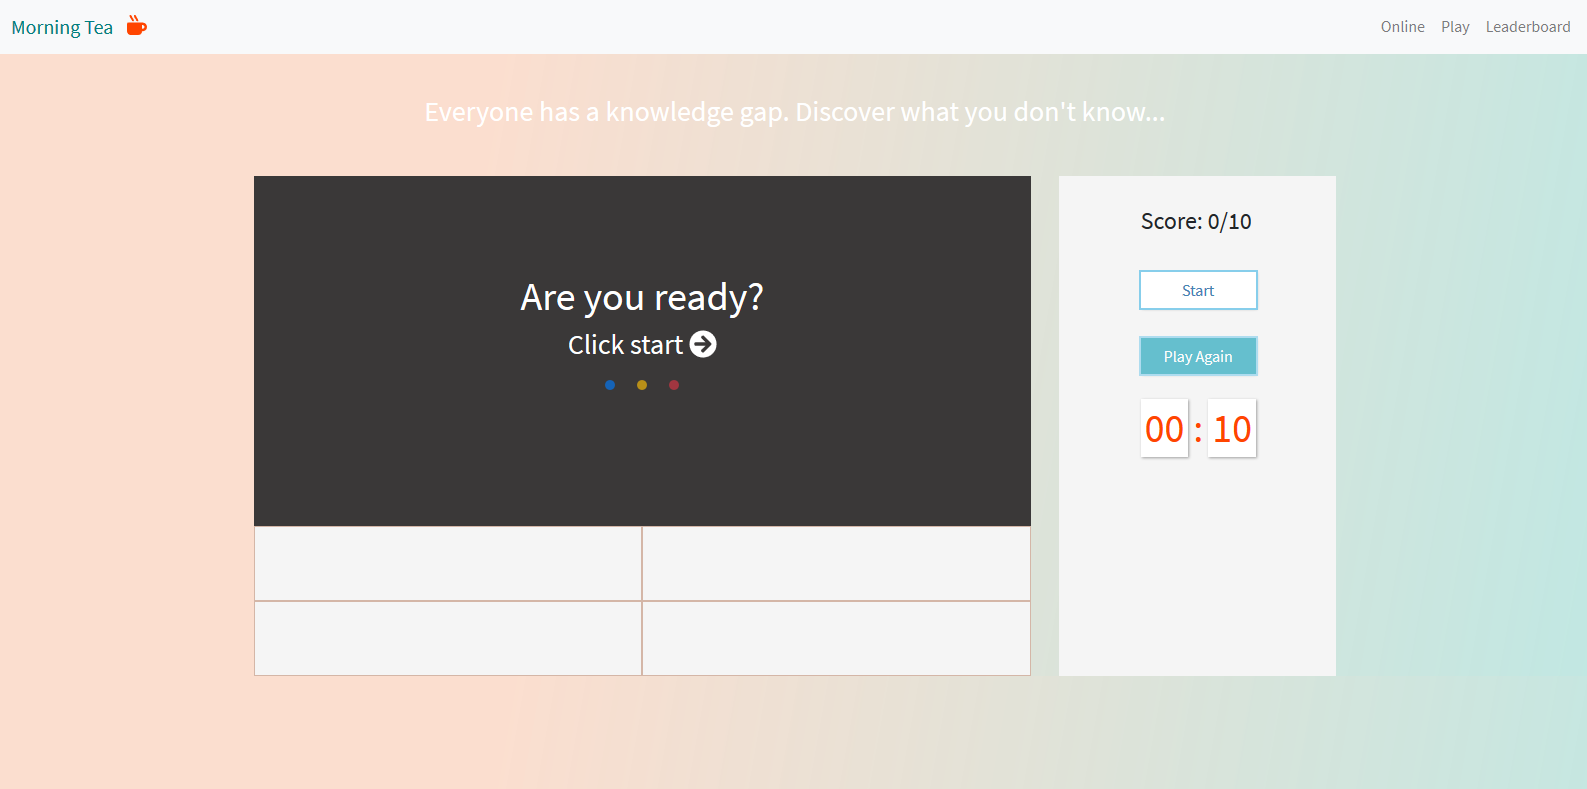 Morning Tea
Online Play Leaderboard
Everyone has a knowledge gap. Discover what you don't know...
Are you ready?
Click start
Score: 0/10
Start
Play Again
00 : 10